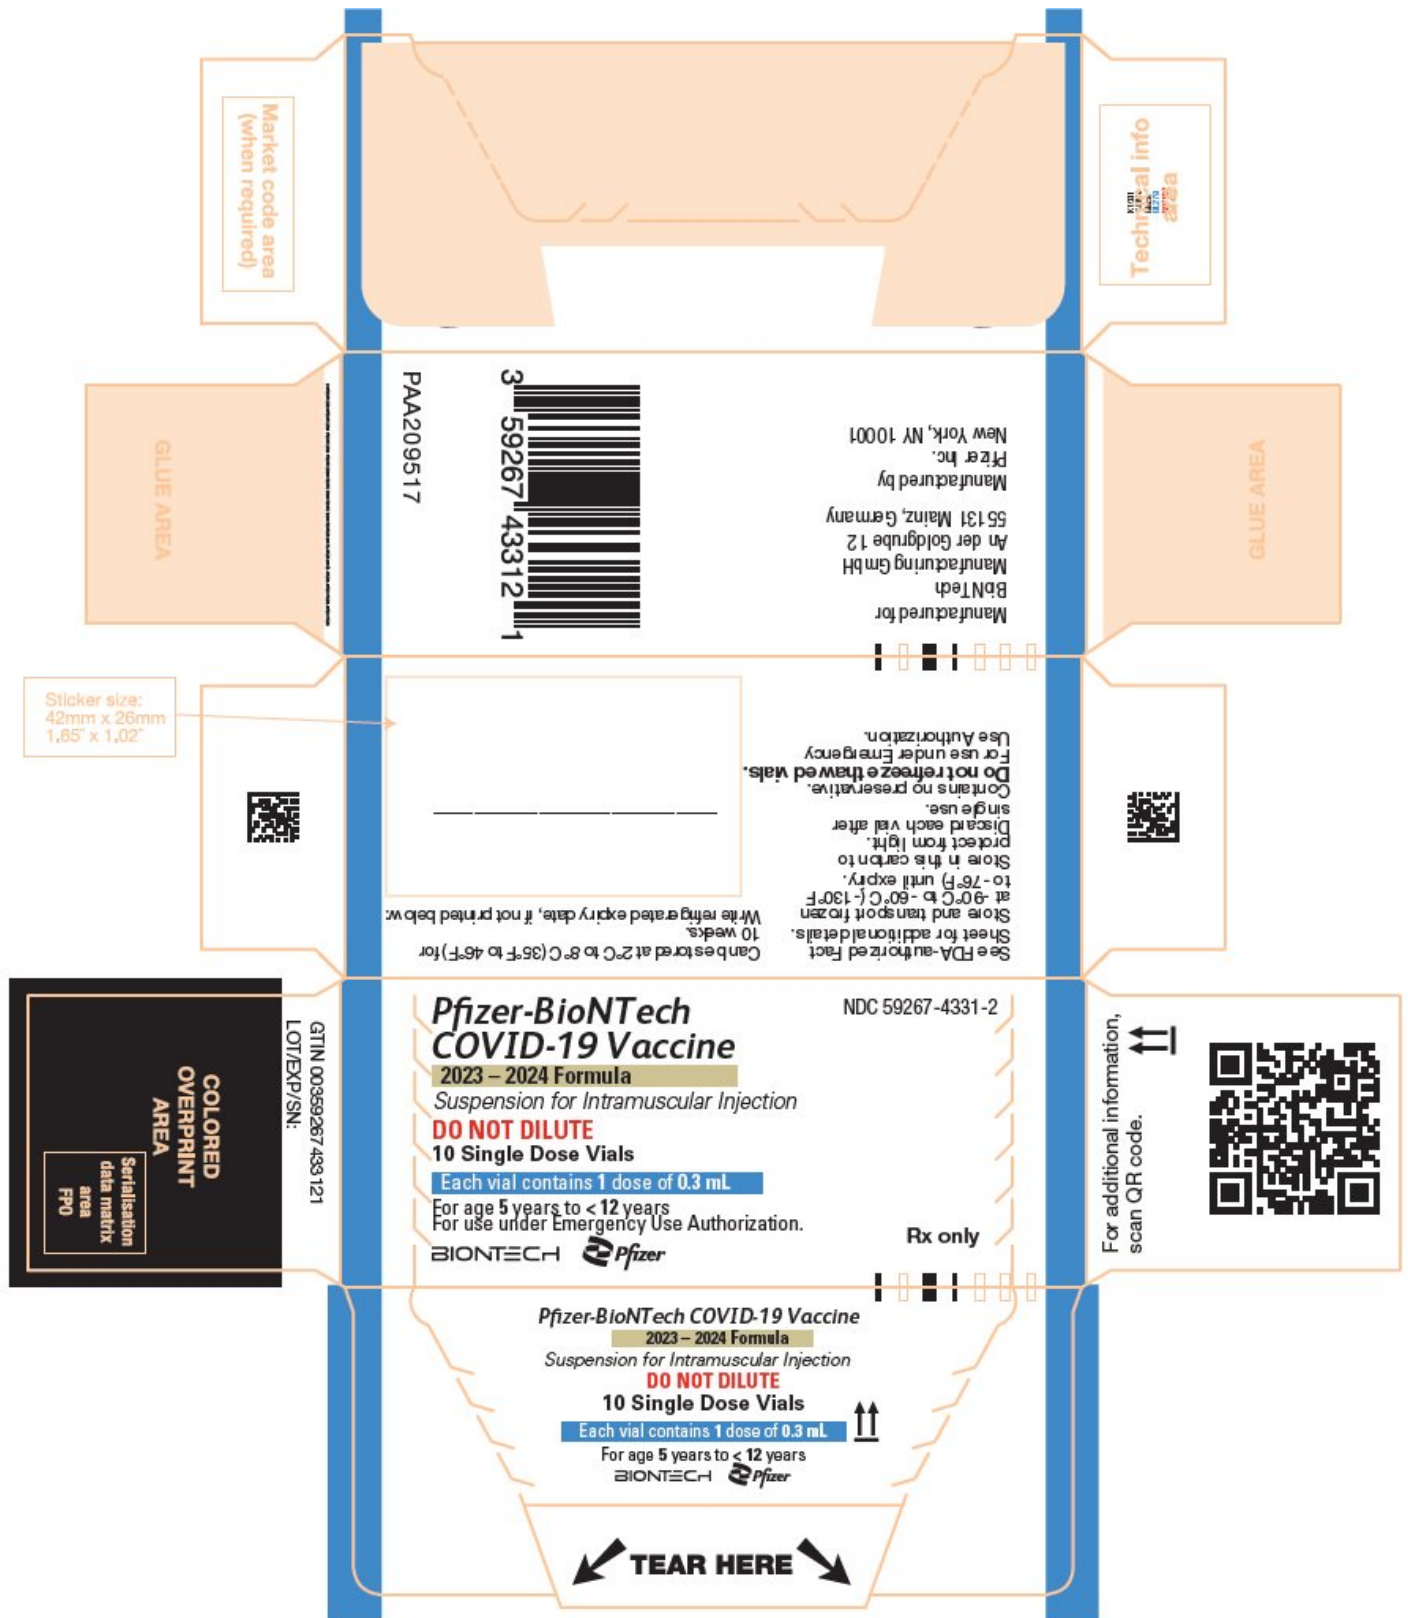 Market code area
(when required)
Technical info
area
GLUE AREA
PAA209517
3 59267 43312 1
Manufactured for
BioNTech
Manufacturing GmbH
An der Goldgrube 12
55131 Mainz, Germany
Manufactured by
Pfizer Inc.
New York, NY 10001
GLUE AREA
Sticker size:
42mm x 26mm
1,65" x 1,02"
See FDA-authorized Fact
Sheet for additional details.
Store and transport frozen
at -90°C to -60°C (-130°F
to -76°F) until expiry.
Store in this carton to
protect from light.
Discard each vial after
single use.
Contains no preservative.
Do not refreeze thawed vials.
For use under Emergency
Use Authorization.
Can be stored at 2°C to 8°C (35°F to 46°F) for
10 weeks.
Write refrigerated expiry date, if not printed below:
GTIN 00359267433121
LOT/EXP/SN:
COLORED
OVERPRINT
AREA
Serialisation
data matrix
area
FPO
Pfizer-BioNTech
COVID-19 Vaccine
NDC 59267-4331-2
2023 – 2024 Formula
Suspension for Intramuscular Injection
DO NOT DILUTE
10 Single Dose Vials
Each vial contains 1 dose of 0.3 mL
For age 5 years to < 12 years
For use under Emergency Use Authorization.
BIONTECH Pfizer
Rx only
For additional information,
scan QR code.
Pfizer-BioNTech COVID-19 Vaccine
2023 – 2024 Formula
Suspension for Intramuscular Injection
DO NOT DILUTE
10 Single Dose Vials
Each vial contains 1 dose of 0.3 mL
For age 5 years to < 12 years
BIONTECH Pfizer
TEAR HERE